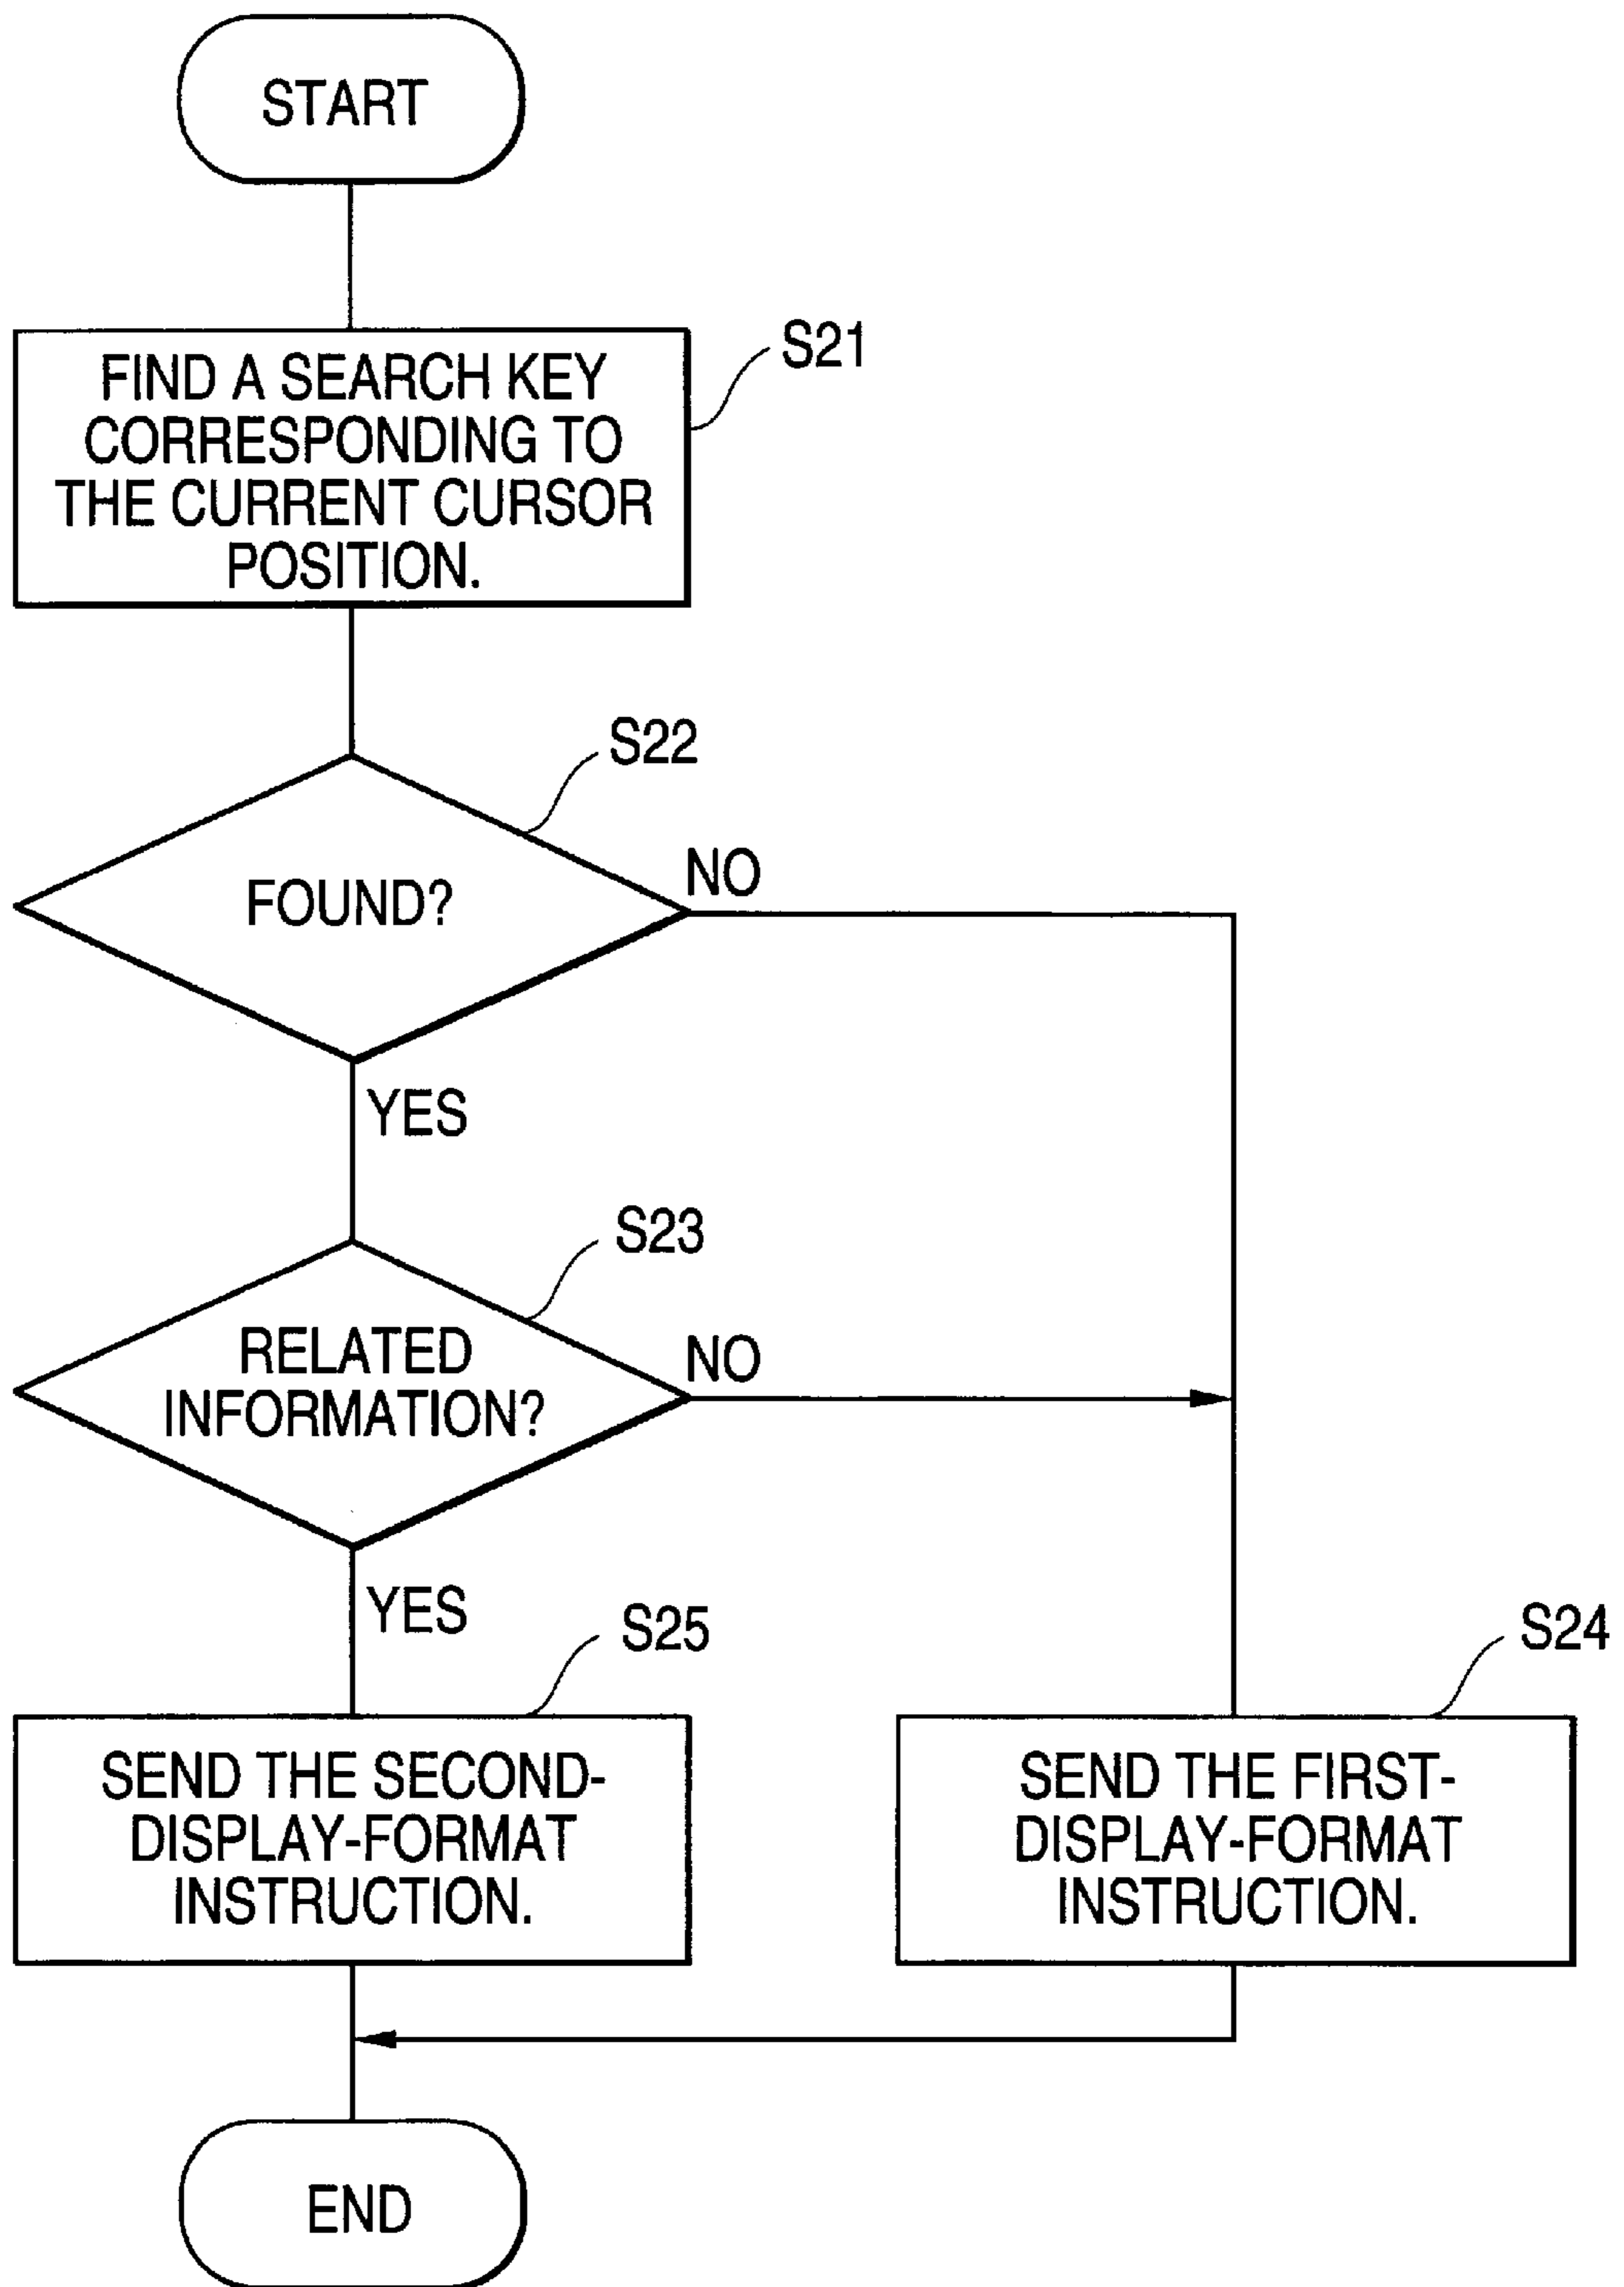 START
S21
FIND A SEARCH KEY
CORRESPONDING TO
THE CURRENT CURSOR
POSITION.
S22
FOUND?
NO
YES
S23
RELATED
INFORMATION?
NO
YES
S25
SEND THE SECOND-
DISPLAY-FORMAT
INSTRUCTION.
S24
SEND THE FIRST-
DISPLAY-FORMAT
INSTRUCTION.
END